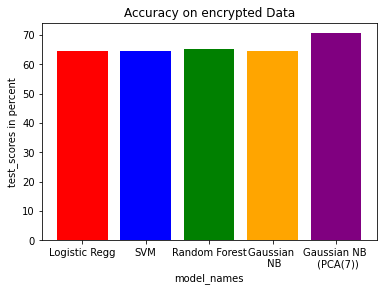 Accuracy on encrypted Data
test_scores in percent
70
60
50
40
30
20
10
0
Logistic Regg
SVM
Random Forest
Gaussian
NB
Gaussian NB
(PCA(7))
model_names